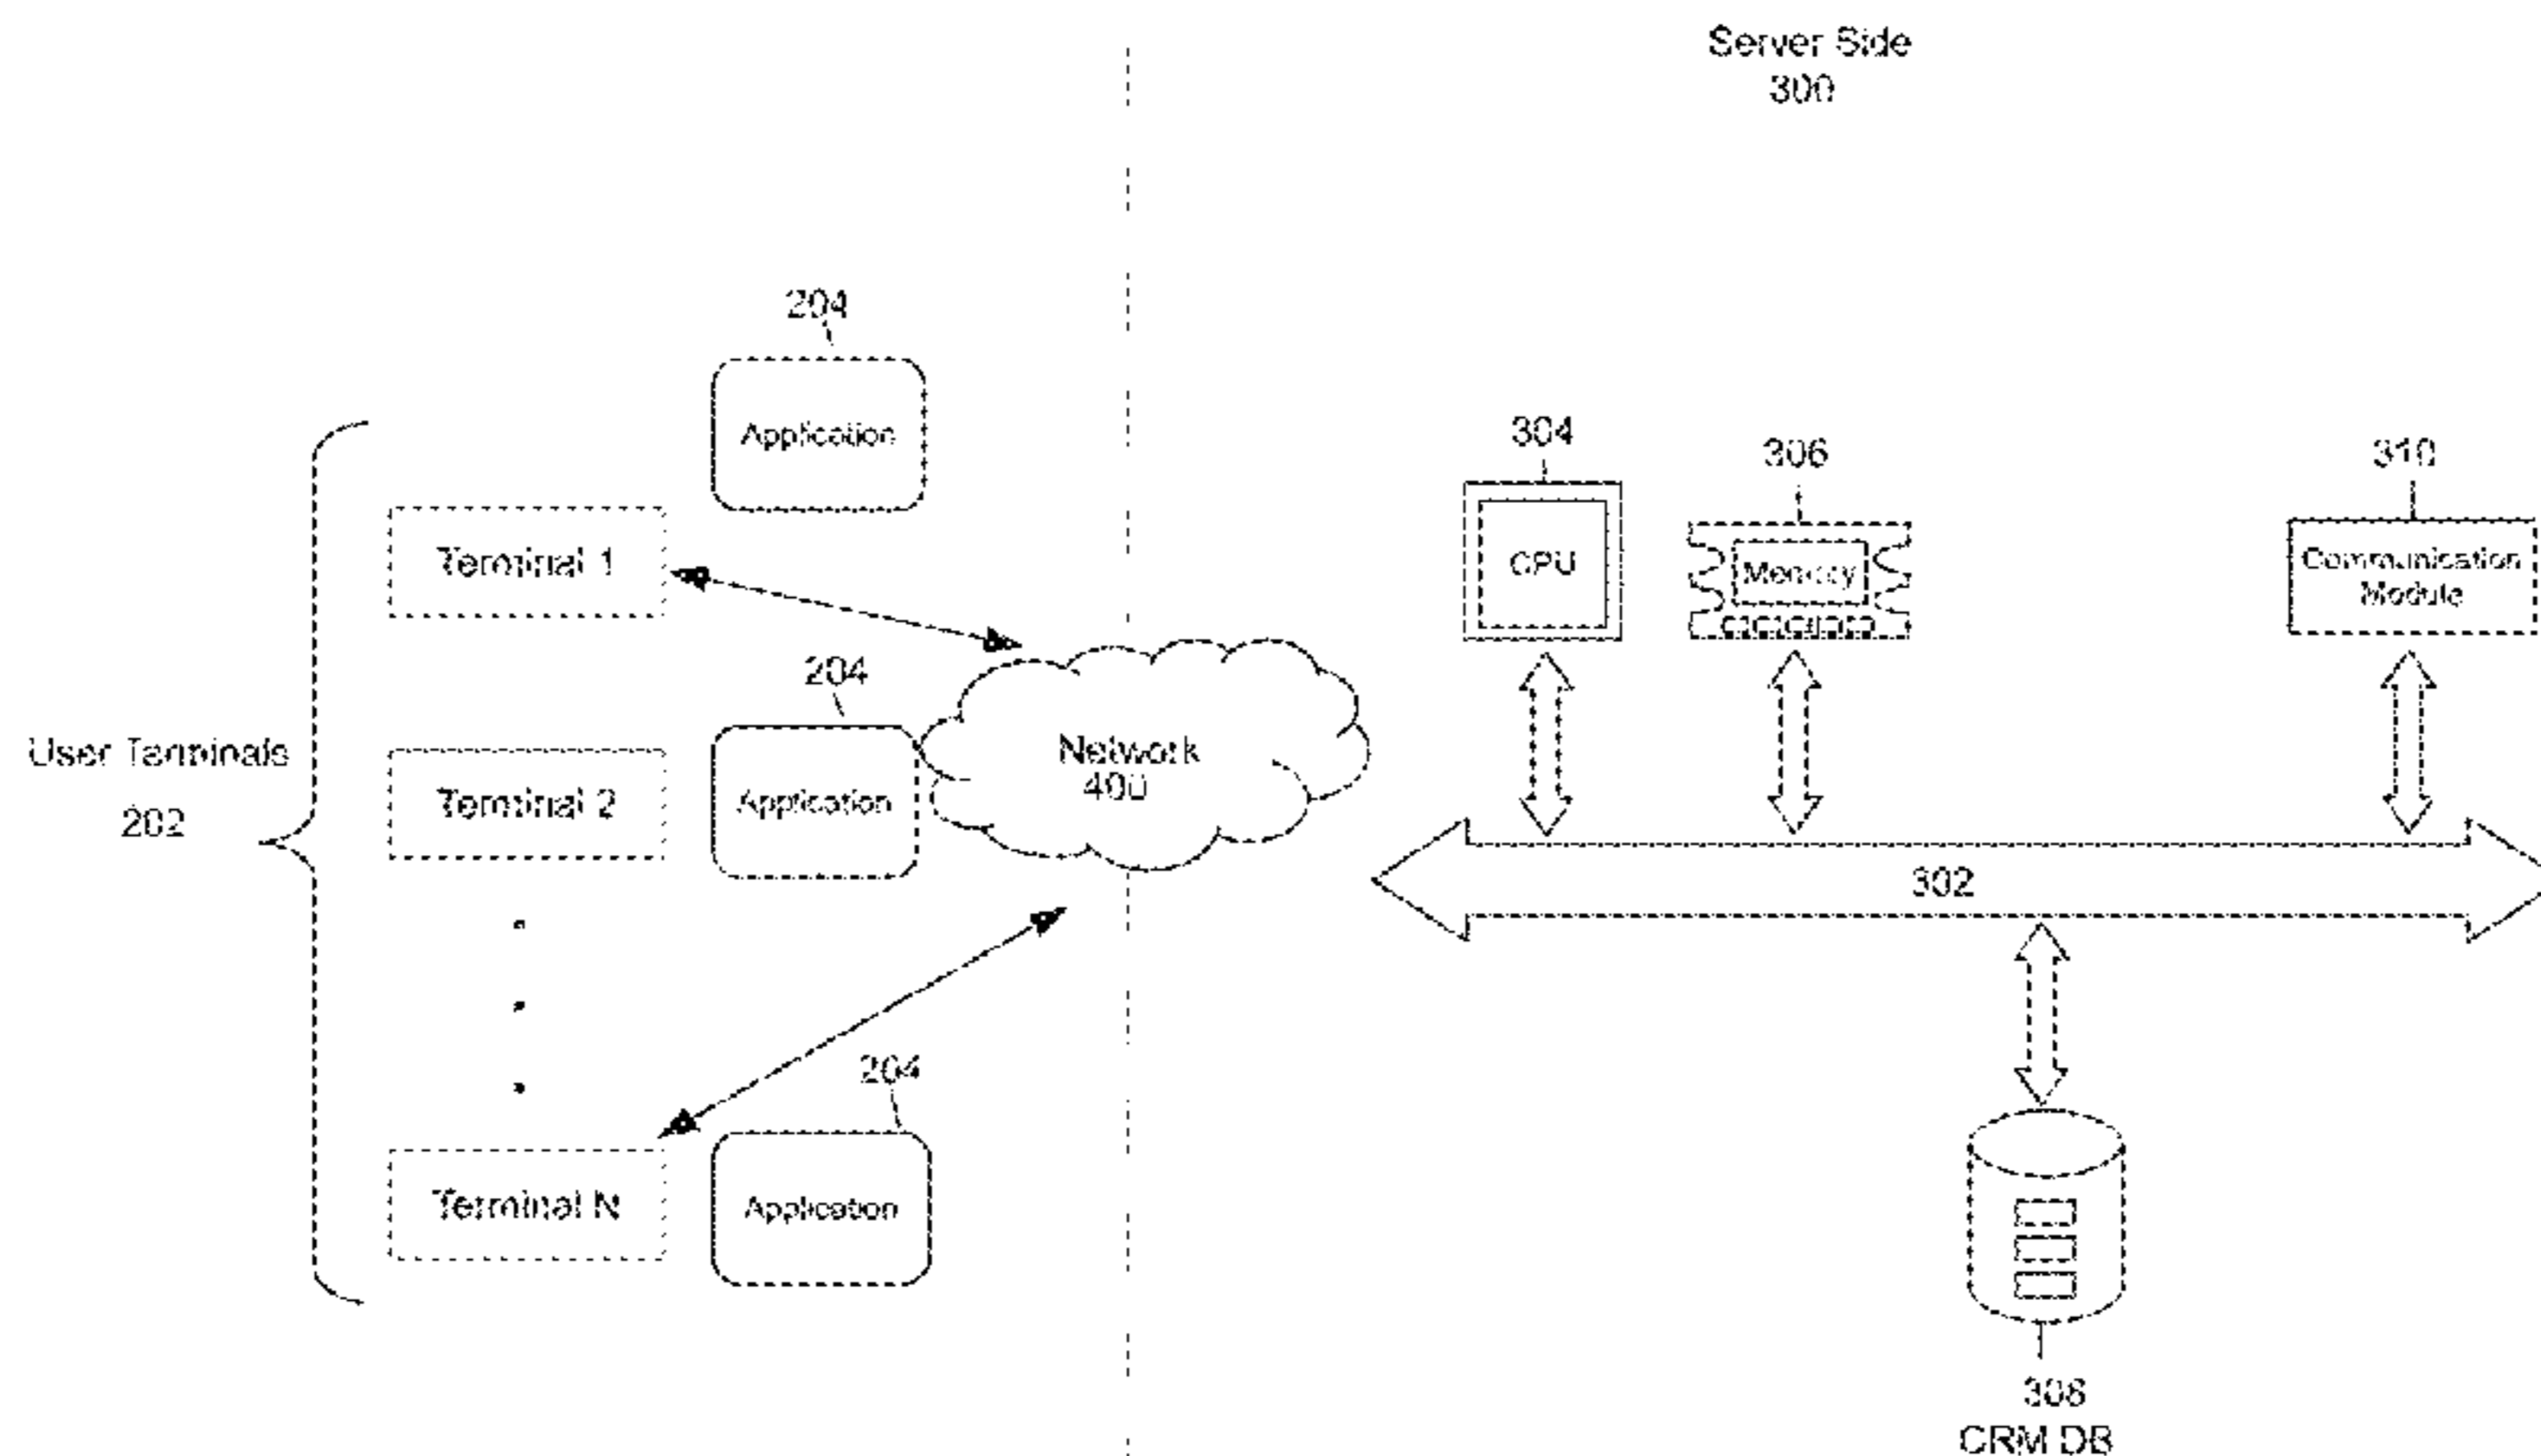 Server Side
300
204
Application
304
306
310
Terminal 1
CPU
Memory
Communication
Module
204
Network
400
User Terminals
202
Terminal 2
Application
302
204
Terminal N
Application
308
CRM DB